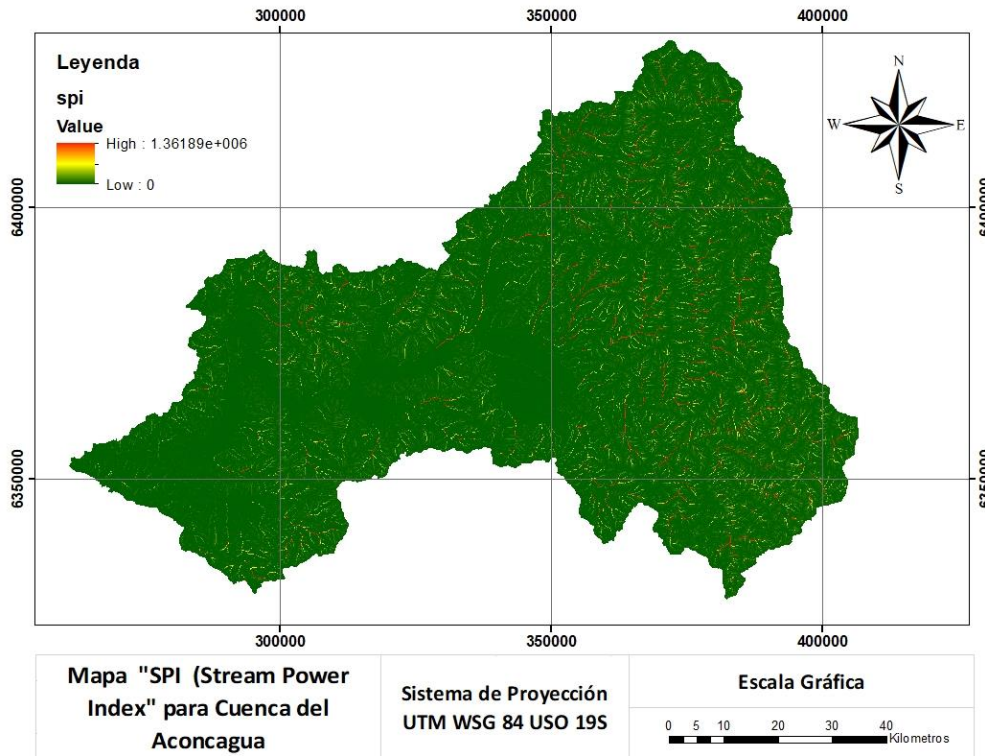 300000 350000 400000
Leyenda
spi
Value
High : 1.36189e+006
Low : 0
N
W E
S
6400000 6400000
6350000 6350000
300000 350000 400000
Mapa "SPI (Stream Power
Index" para Cuenca del
Aconcagua
Sistema de Proyección
UTM WSG 84 USO 19S
Escala Gráfica
0 5 10 20 30 40
Kilometros